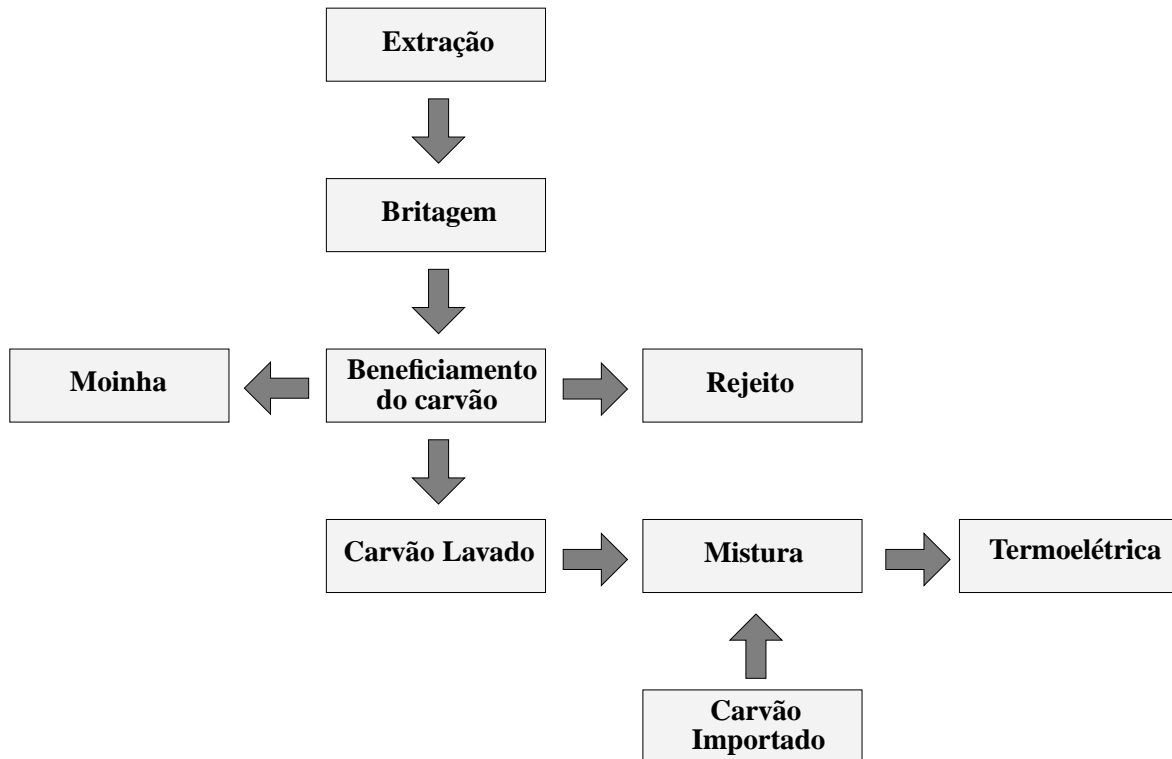 Extração
Britagem
Moinha
Beneficiamento
do carvão
Rejeito
Carvão Lavado
Mistura
Termoelétrica
Carvão
Importado